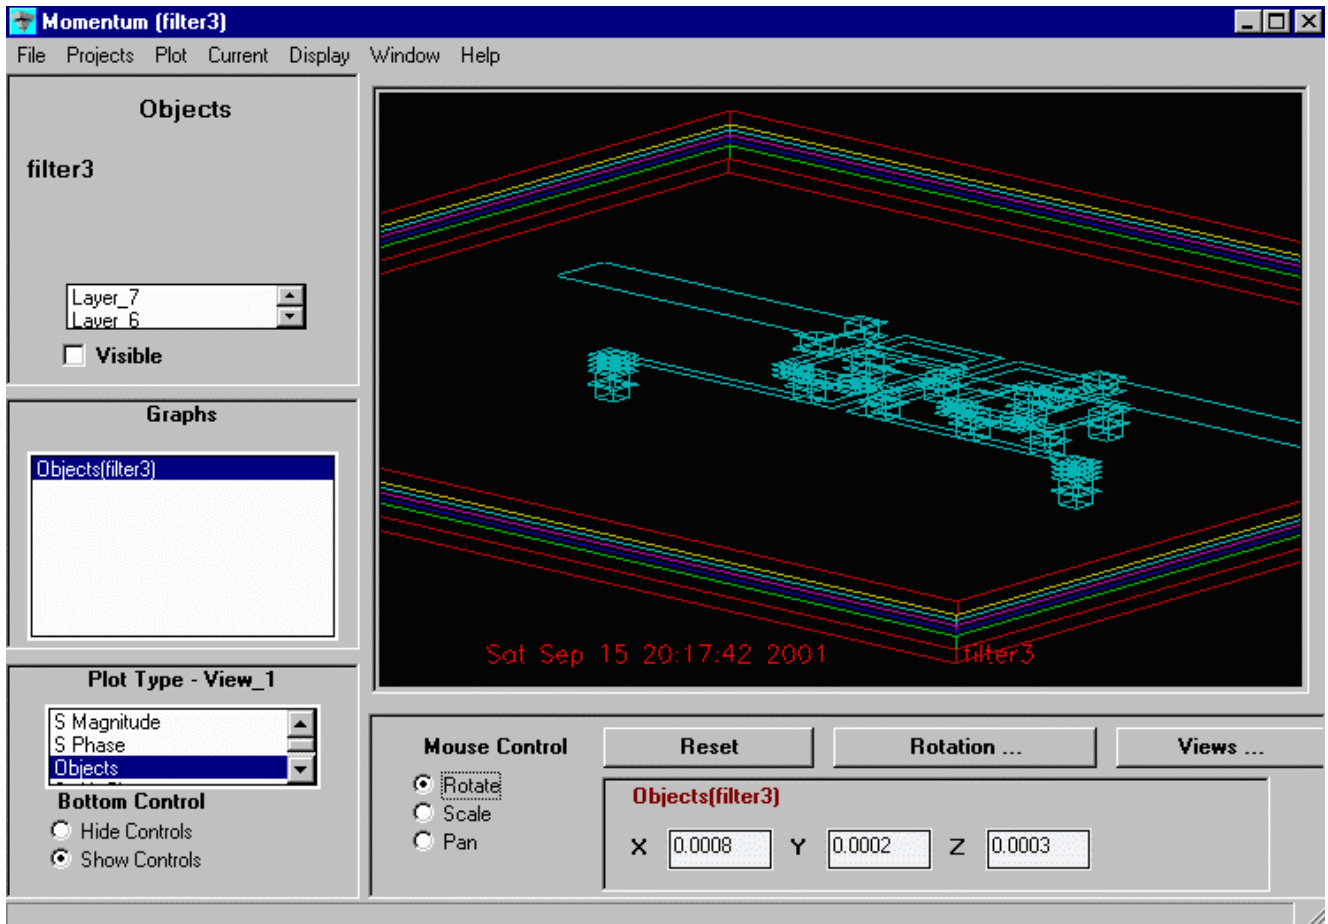 Momentum (filter3)
File Projects Plot Current Display Window Help
Objects
filter3
Layer_7
Layer_6
Visible
Graphs
Objects(filter3)
Plot Type - View_1
S Magnitude
S Phase
Objects
Bottom Control
Hide Controls
Show Controls
Sat Sep 15 20:17:42 2001 filter3
Mouse Control
Rotate
Scale
Pan
Reset Rotation ... Views ...
Objects(filter3)
X 0.0008 Y 0.0002 Z 0.0003